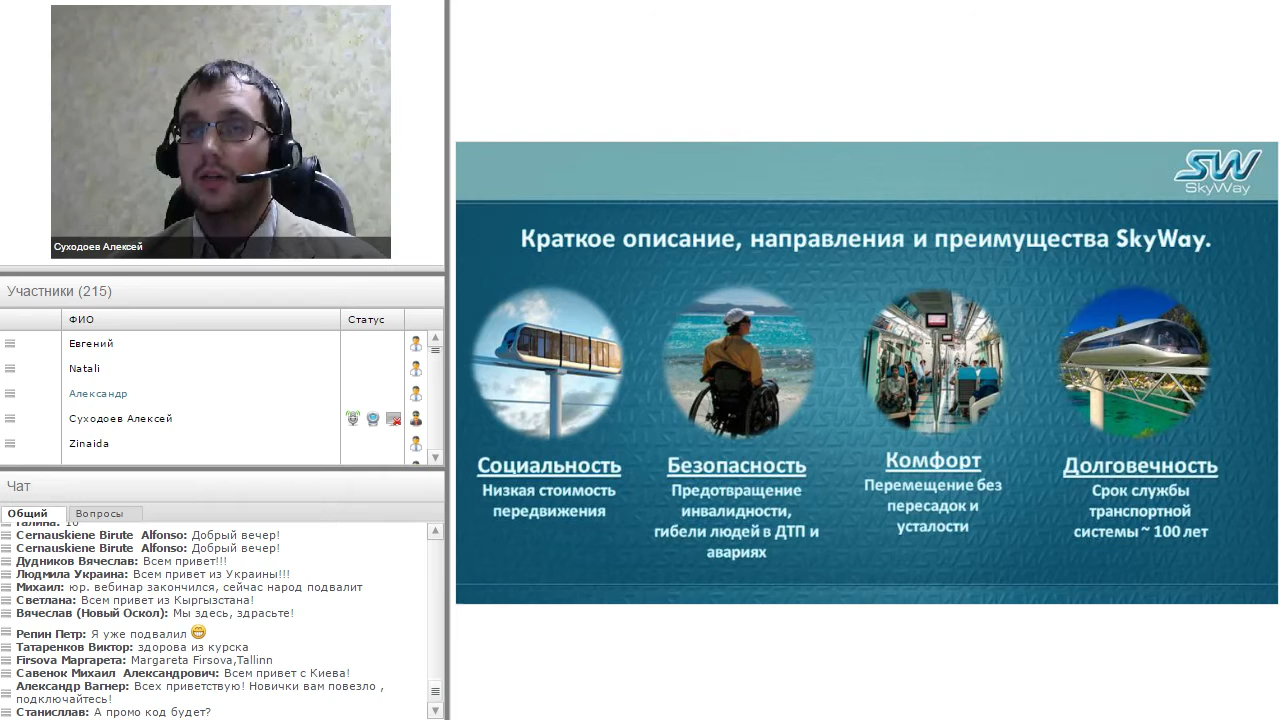 Суходоев Алексей
Участники (215)
ФИО
Статус
Евгений
Natali
Александр
Суходоев Алексей
Zinaida
Чат
Общий
Вопросы
Галина: 10
Cernauskiene Birute Alfonso: Добрый вечер!
Cernauskiene Birute Alfonso: Добрый вечер!
Дудников Вячеслав: Всем привет!!!
Людмила Украина: Всем привет из Украины!!!
Михаил: юр. вебинар закончился, сейчас народ подвалит
Светлана: Всем привет из Кыргызстана!
Вячеслав (Новый Оскол): Мы здесь, здрасьте!
Репин Петр: Я уже подвалил
Татаренков Виктор: здорова из курска
Firsova Маргарета: Margareta Firsova,Tallinn
Савенок Михаил Александрович: Всем привет с Киева!
Александр Вагнер: Всех приветствую! Новички вам повезло ,
подключайтесь!
Станисллав: А промо код будет?
SW
SkyWay
Краткое описание, направления и преимущества SkyWay.
Социальность
Низкая стоимость
передвижения
Безопасность
Предотвращение
инвалидности,
гибели людей в ДТП и
авариях
Комфорт
Перемещение без
пересадок и
усталости
Долговечность
Срок службы
транспортной
системы ~ 100 лет